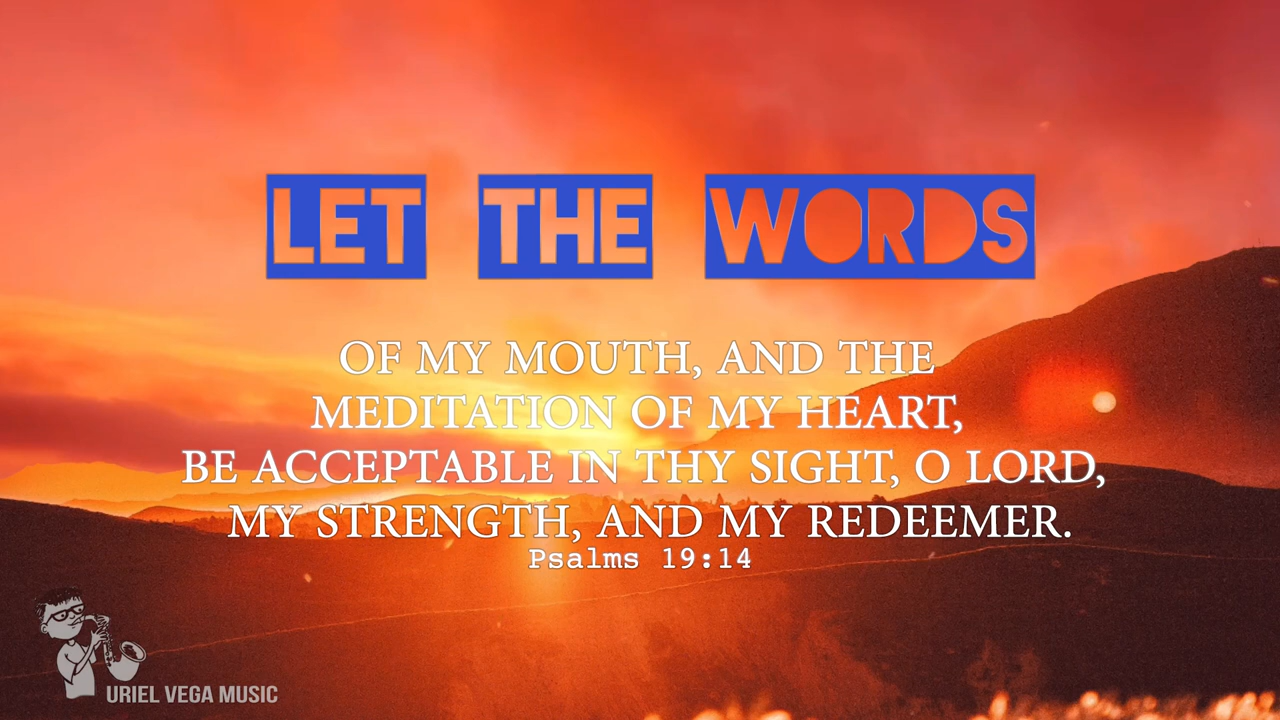 LET THE WORDS
OF MY MOUTH, AND THE
MEDITATION OF MY HEART,
BE ACCEPTABLE IN THY SIGHT, O LORD,
MY STRENGTH, AND MY REDEEMER.
Psalms 19:14
URIEL VEGA MUSIC